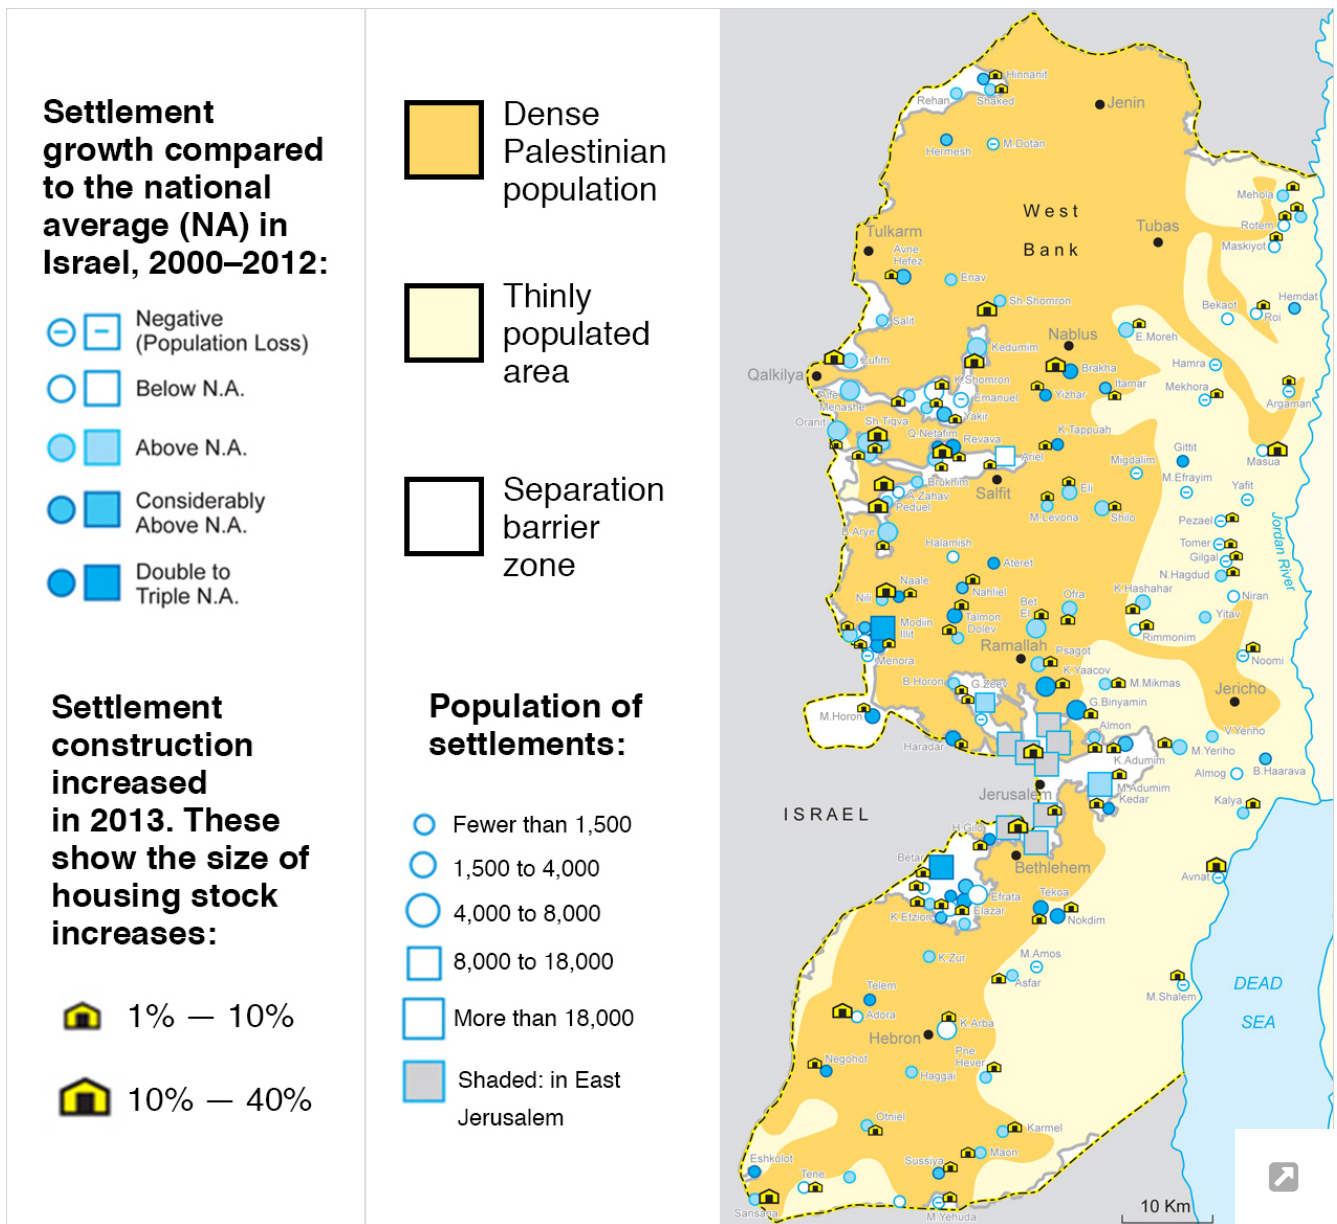 Settlement
growth compared
to the national
average (NA) in
Israel, 2000–2012:
Negative
(Population Loss)
Below N.A.
Above N.A.
Considerably
Above N.A.
Double to
Triple N.A.
Settlement
construction
increased
in 2013. These
show the size of
housing stock
increases:
1% — 10%
10% — 40%
Dense
Palestinian
population
Thinly
populated
area
Separation
barrier
zone
Population of
settlements:
Fewer than 1,500
1,500 to 4,000
4,000 to 8,000
8,000 to 18,000
More than 18,000
Shaded: in East
Jerusalem
Hinnanit
Rehan
Shaked
Jenin
Hermesh
M.Dotan
Mehola
West
Bank
Tubas
Rotem
Maskiyot
Tulkarm
Avne
Hefez
Enav
Sh.Shomron
Salit
Bekaot
Hemdat
Roi
Nablus
E.Moreh
Kedumim
Zufim
Qalkilya
Brakha
Hamra
K.Shomron
Itamar
Mekhora
Alfe
Menashe
Emanuel
Yizhar
Argaman
Yakir
Oranit
Sh.Tiqva
Q.Netafim
Revava
K.Tappuah
Ariel
Gittit
Masua
Migdalim
M.Efrayim
Yafit
Brukhim
Salfit
Eli
A.Zahav
Peduel
M.Levona
Shilo
Pezael
B.Arye
Tomer
Jordan River
Halamish
Gilgal
Ateret
N.Hagdud
Naale
Nahliel
Ofra
K.Hashahar
Niran
Nili
Bet
El
Talmon
Dolev
Yitav
Modiin
Illit
Rimmonim
Ramallah
Psagot
Noomi
Menora
K.Yaacov
B.Horon
G.Zeev
M.Mikmas
Jericho
G.Binyamin
M.Horon
Almon
V.Yeriho
Haradar
M.Yeriho
K.Adumim
Almog
B.Haarava
Jerusalem
M.Adumim
Kedar
Kalya
ISRAEL
H.Gilo
Betar
Bethlehem
Avnat
Efrata
Tekoa
K.Etzion
Elazar
Nokdim
K.Zur
M.Amos
Asfar
DEAD
SEA
M.Shalem
Telem
Adora
K.Arba
Hebron
Pne
Hever
Negohot
Haggai
Otniel
Karmel
Maon
Eshkolot
Sussiya
Tene
Sansana
M.Yehuda
10 Km